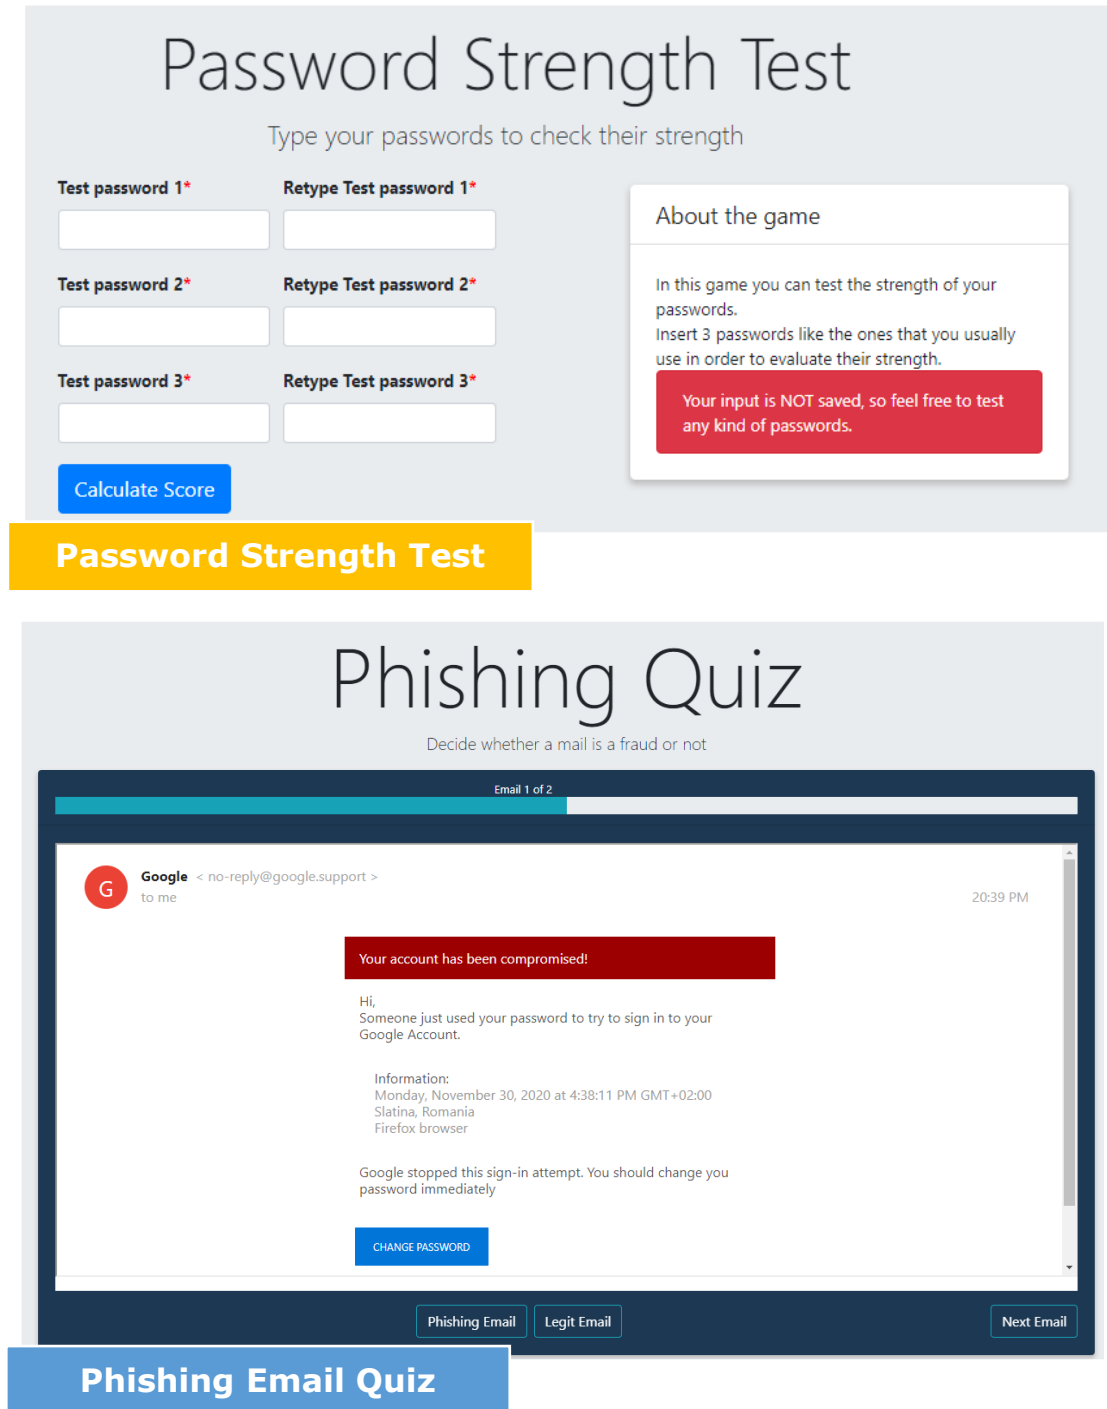 Password Strength Test
Type your passwords to check their strength
Test password 1*
Retype Test password 1*
Test password 2*
Retype Test password 2*
Test password 3*
Retype Test password 3*
Calculate Score
About the game
In this game you can test the strength of your
passwords.
Insert 3 passwords like the ones that you usually
use in order to evaluate their strength.
Your input is NOT saved, so feel free to test
any kind of passwords.
Password Strength Test
Phishing Quiz
Decide whether a mail is a fraud or not
Email 1 of 2
G
Google < no-reply@google.support >
to me
20:39 PM
Your account has been compromised!
Hi,
Someone just used your password to try to sign in to your
Google Account.
Information:
Monday, November 30, 2020 at 4:38:11 PM GMT+02:00
Slatina, Romania
Firefox browser
Google stopped this sign-in attempt. You should change you
password immediately
CHANGE PASSWORD
Phishing Email
Legit Email
Next Email
Phishing Email Quiz